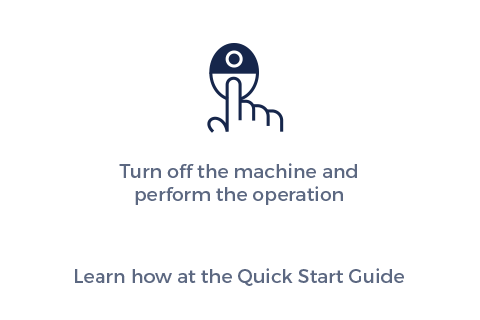 Turn off the machine and
perform the operation
Learn how at the Quick Start Guide